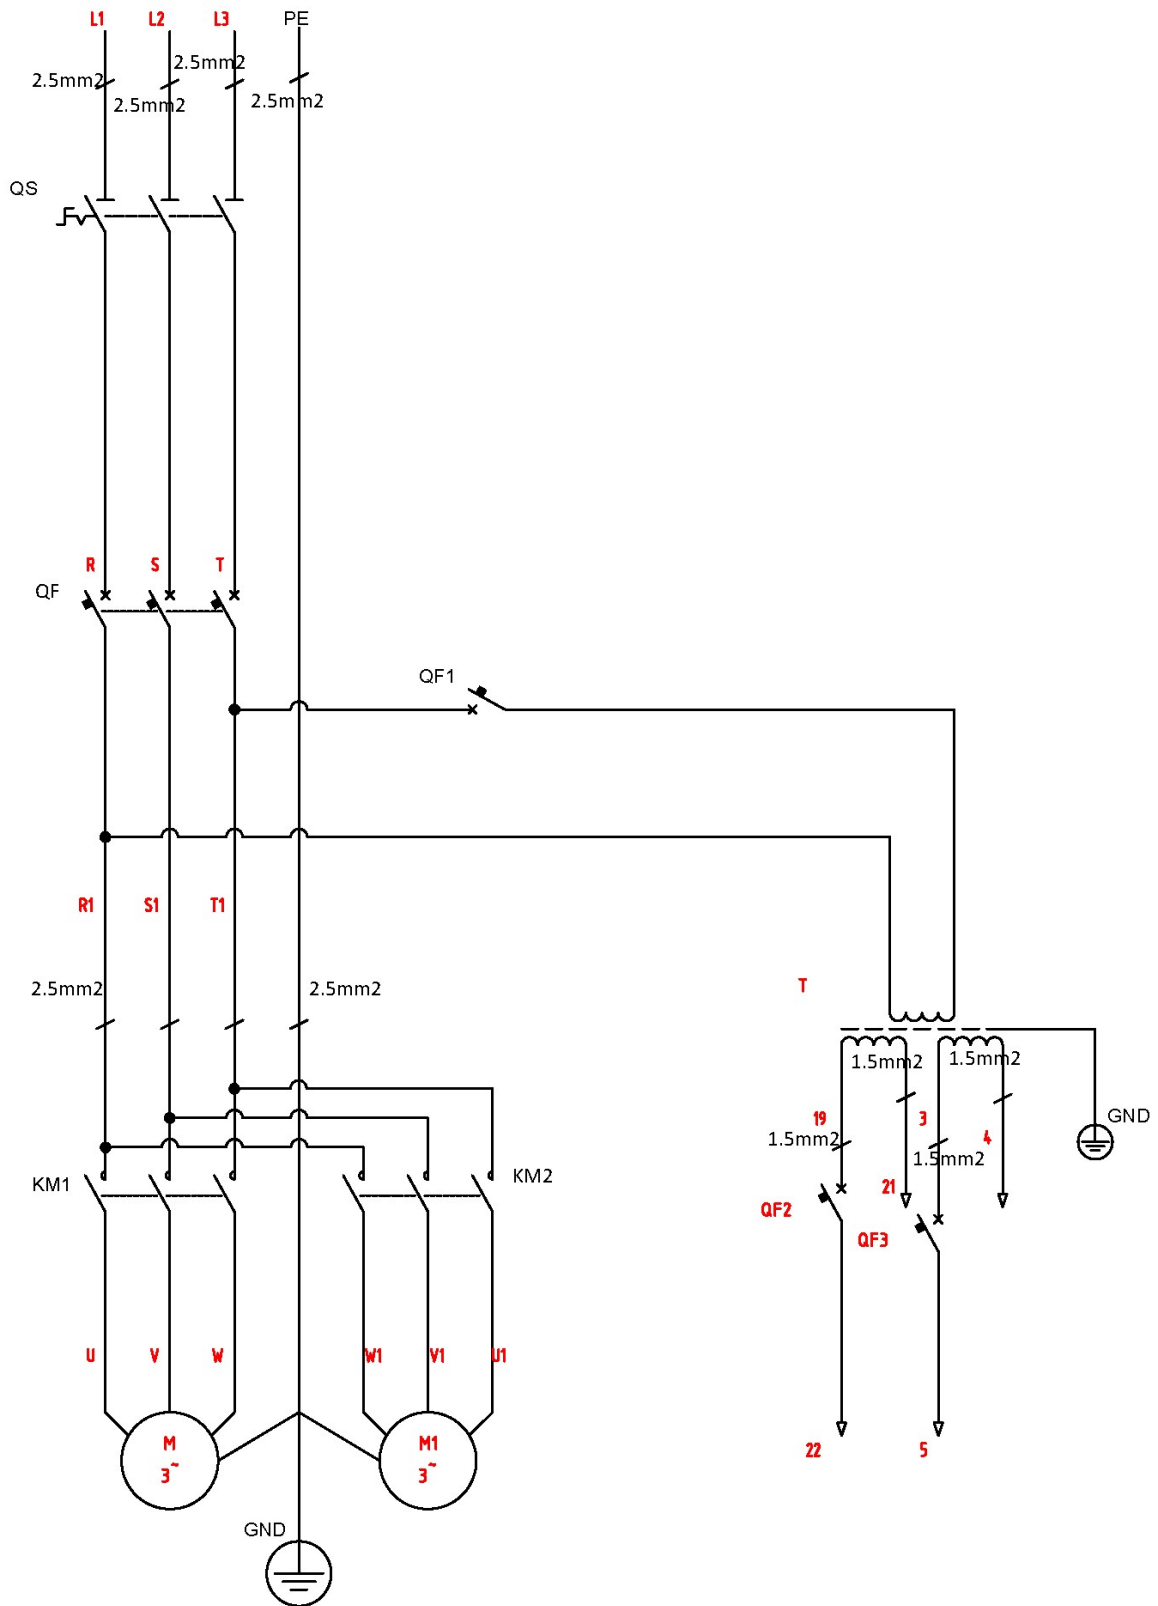 L1 L2 L3 PE
2.5mm2
2.5mm2
2.5mm2
2.5mm2
QS
R S T
QF
QF1
R1 S1 T1
2.5mm2 2.5mm2
T
1.5mm2 1.5mm2
19 3 GND
1.5mm2 4
1.5mm2
KM1 KM2
21
QF2
QF3
U V W W1 V1 U1
M M1
3~ 3~
22 5
GND